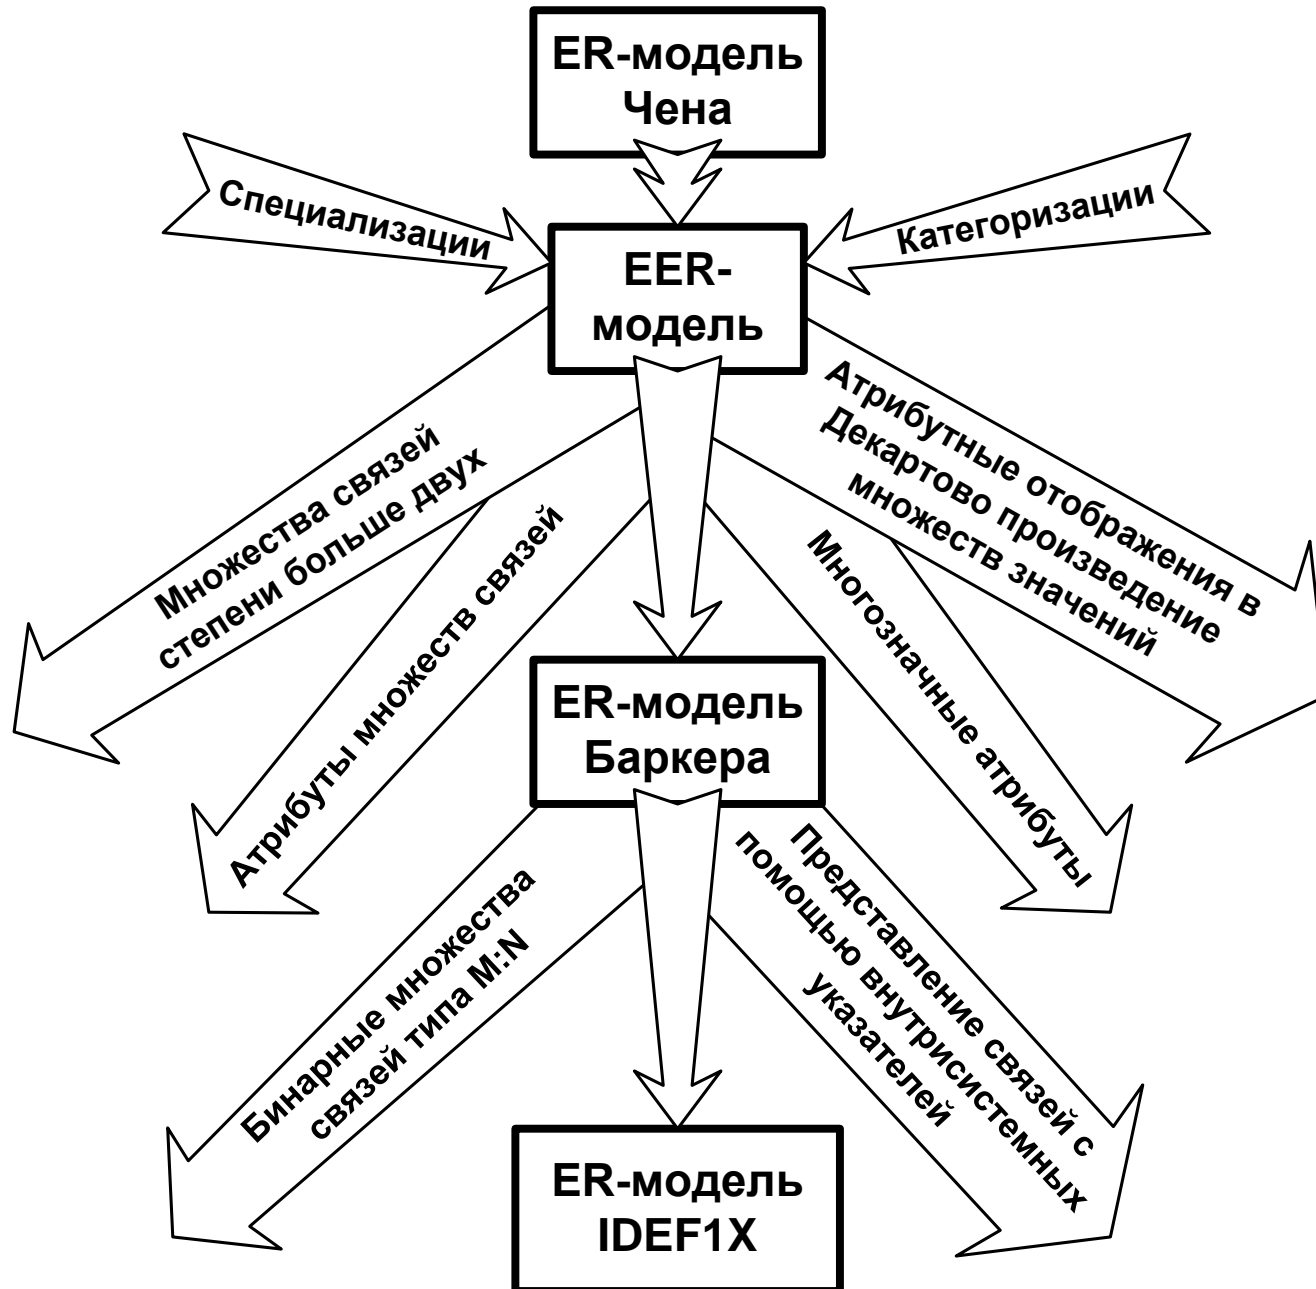 ER-модель
Чена
Специализации
Категоризации
EER-
модель
Множества связей
степени больше двух
Атрибуты множеств связей
Многозначные атрибуты
Атрибутные отображения в
Декартово произведение
множеств значений
ER-модель
Баркера
Бинарные множества
связей типа M:N
Представление связей с
помощью внутрисистемных
указателей
ER-модель
IDEF1X